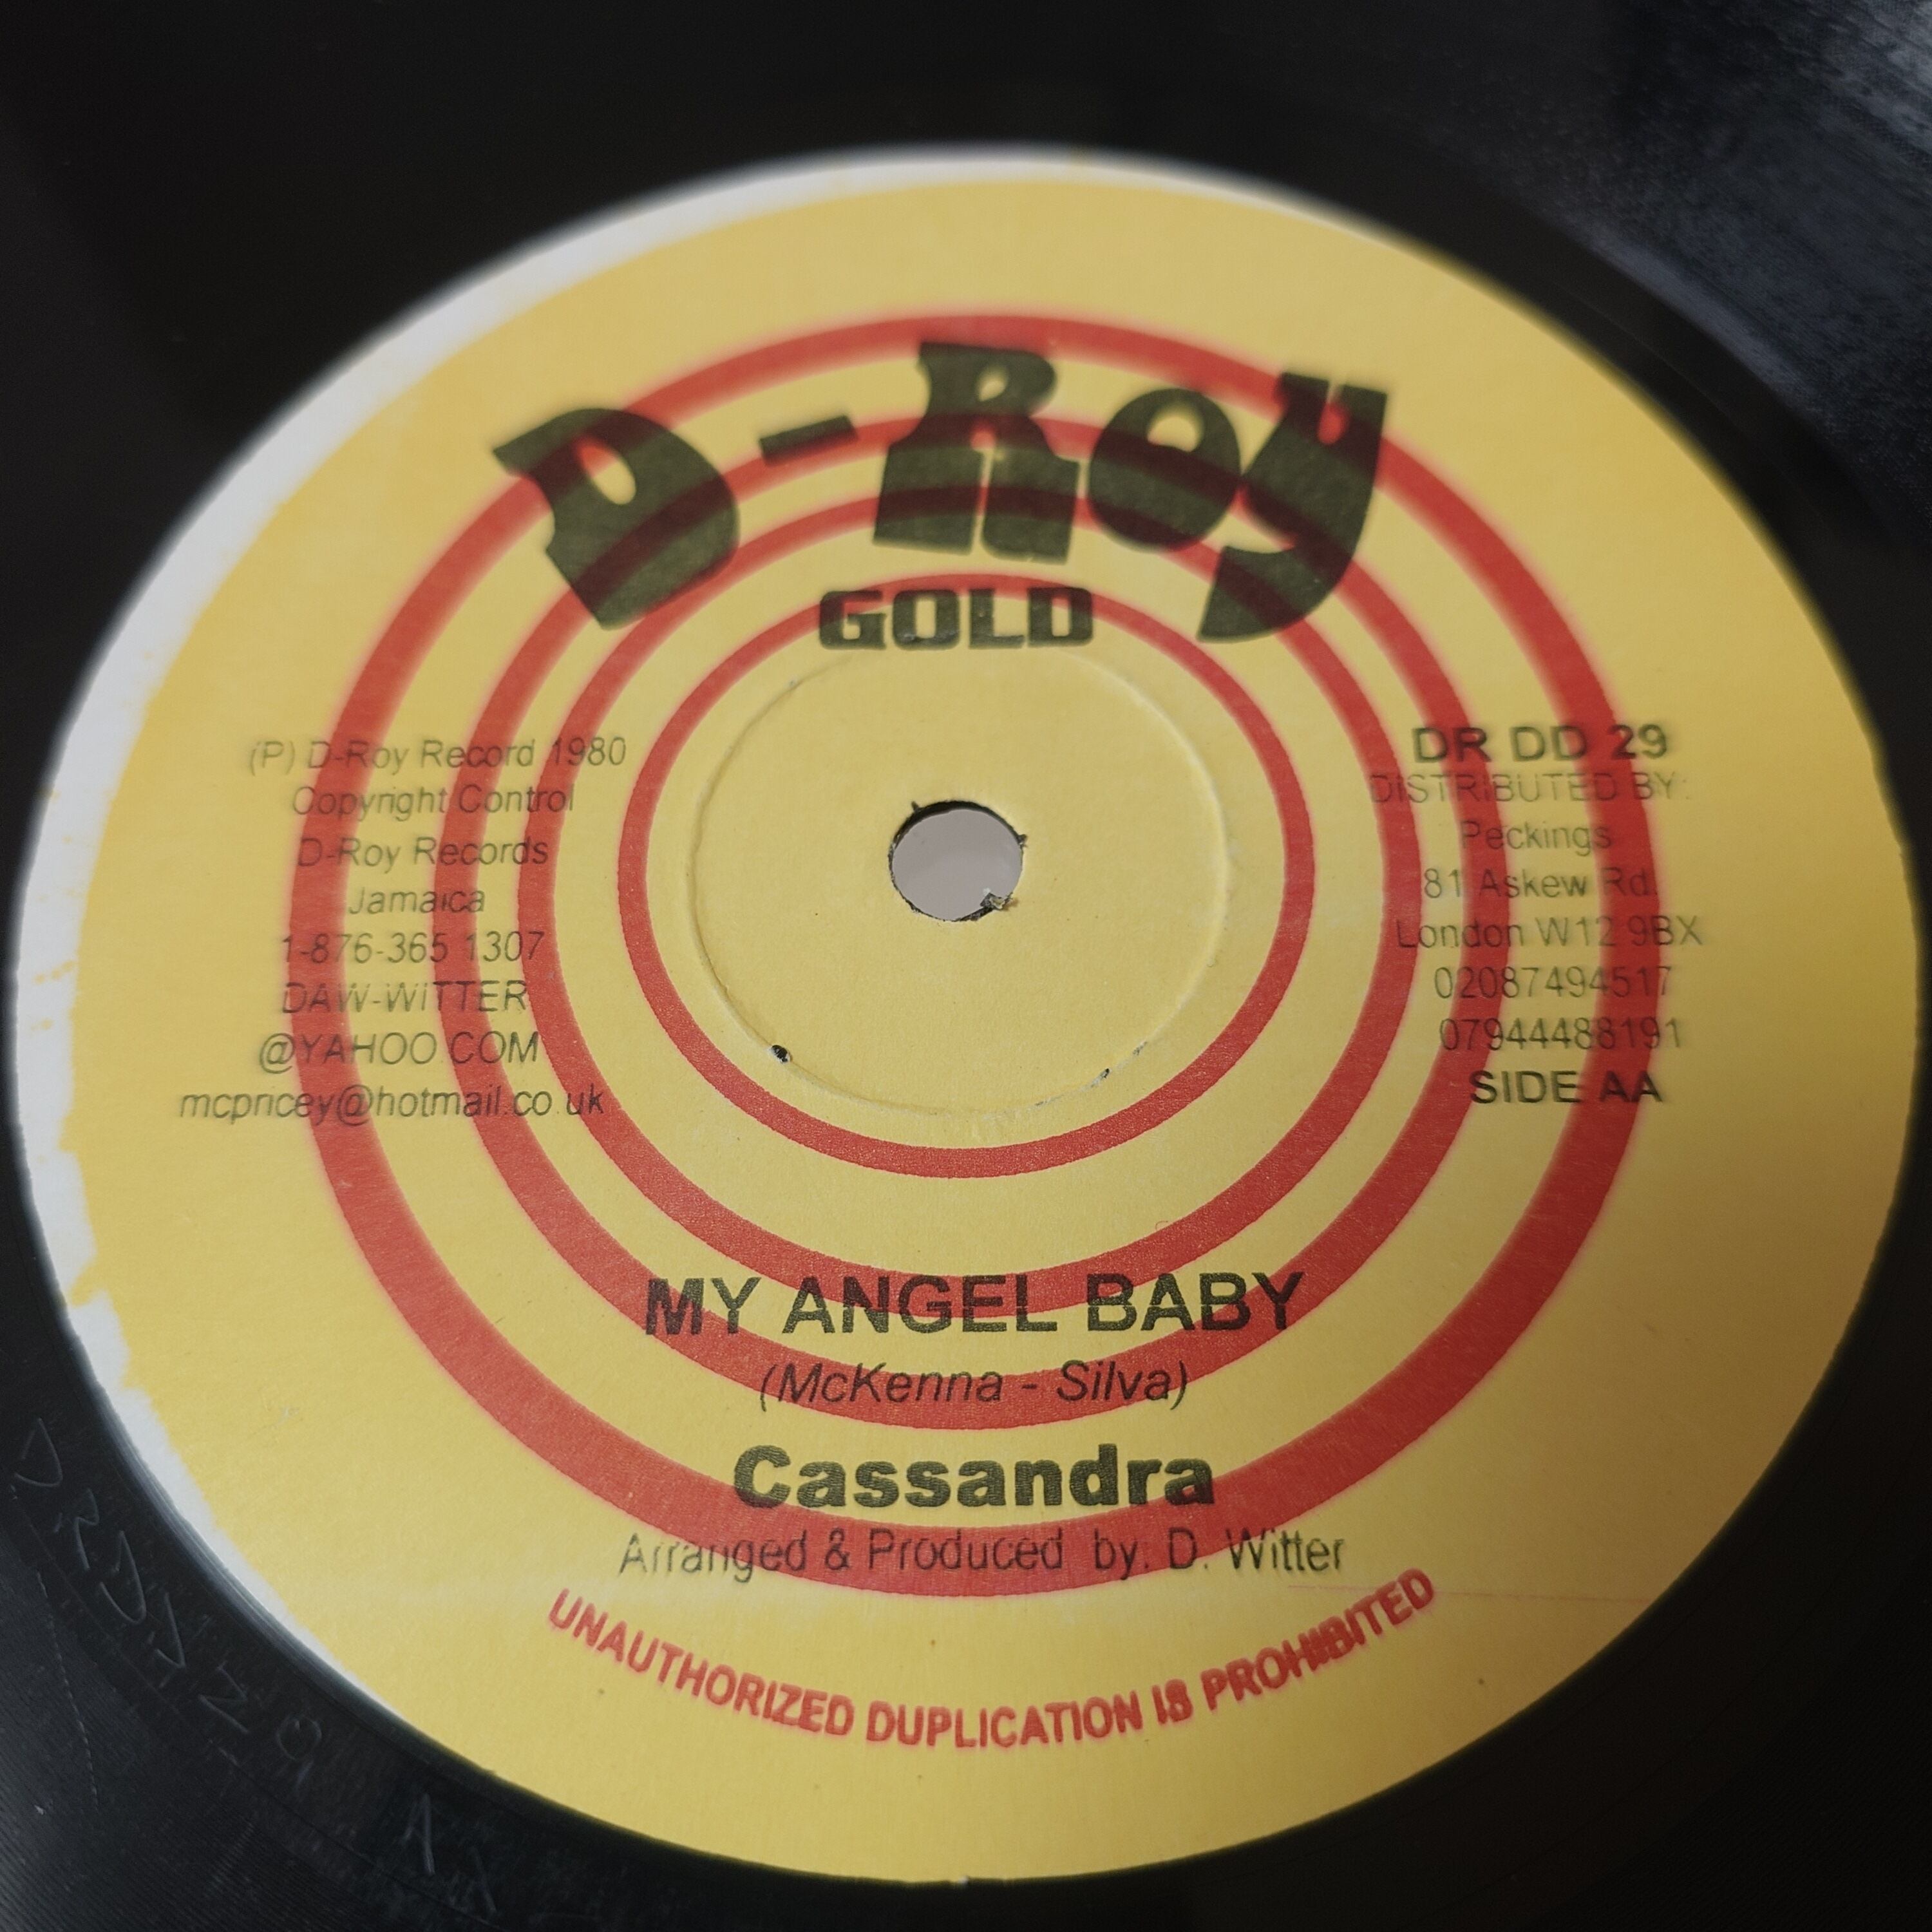 D-Roy
GOLD
(P) D-Roy Record 1980
Copyright Control
D-Roy Records
Jamaica
1-876-365 1307
DAW-WITTER
@YAHOO.COM
mcpricey@hotmail.co.uk
DR DD 29
DISTRIBUTED BY:
Peckings
81 Askew Rd.
London W12 9BX
02087494517
07944488191
SIDE AA
MY ANGEL BABY
(McKenna - Silva)
Cassandra
Arranged & Produced by: D. Witter
UNAUTHORIZED DUPLICATION IS PROHIBITED